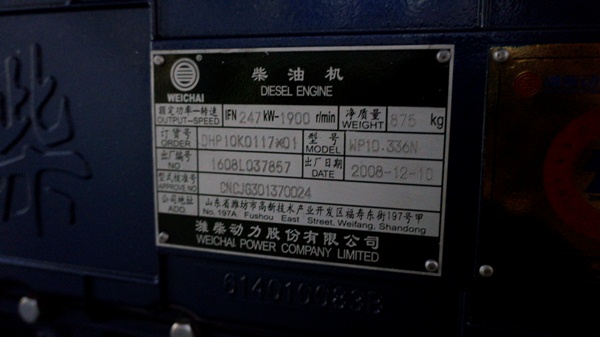 柴
WEICHAI
柴油机
DIESEL ENGINE
额定功率—转速 IFN 247 kW-1900 r/min 净质量 875 kg
OUTPUT-SPEED WEIGHT
订货号 DHP10K0117*01 型号 WP10.336N
ORDER MODEL
出厂编号 1608L037857 出厂日期 2008-12-10
NO DATE
型式核准号 CNCJG301370024
APPROVE NO
公司地址 山东省潍坊市高新技术产业开发区福寿东街197号甲
ADD No. 197A Fushou East Street, Weifang, Shandong
潍柴动力股份有限公司
WEICHAI POWER COMPANY LIMITED
614010083B